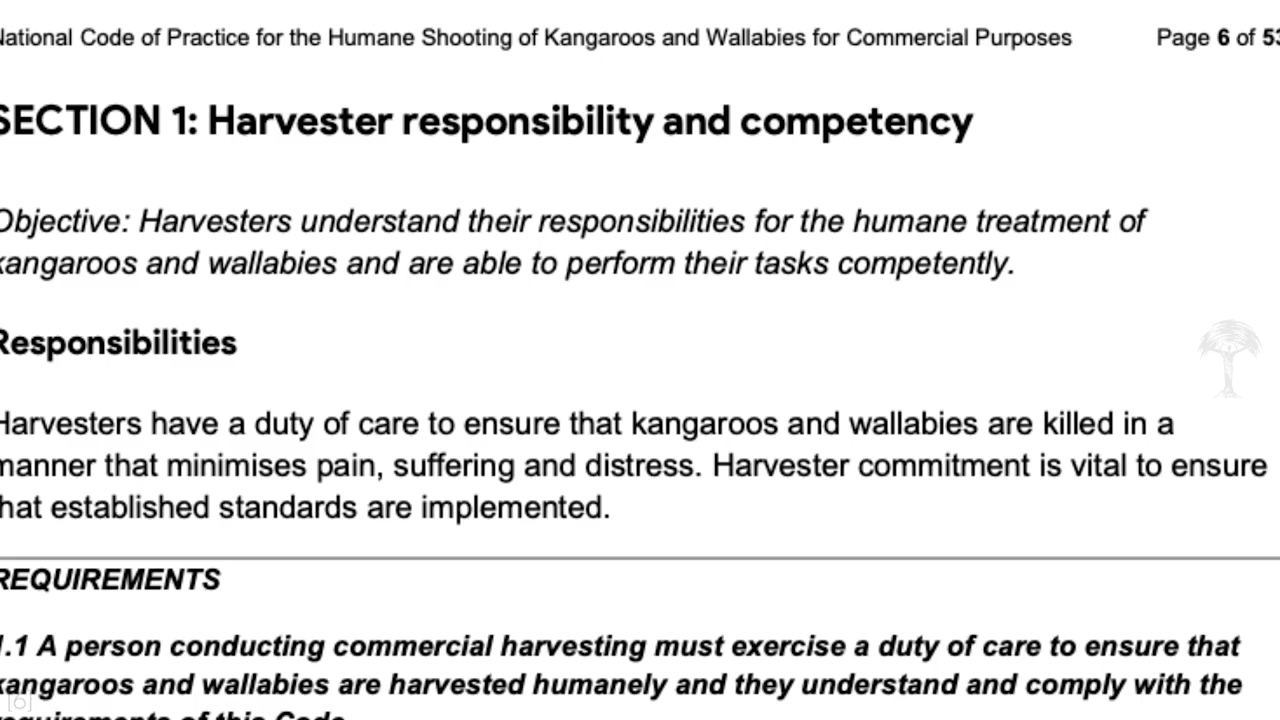 National Code of Practice for the Humane Shooting of Kangaroos and Wallabies for Commercial Purposes Page 6 of 53
SECTION 1: Harvester responsibility and competency
Objective: Harvesters understand their responsibilities for the humane treatment of
kangaroos and wallabies and are able to perform their tasks competently.
Responsibilities
Harvesters have a duty of care to ensure that kangaroos and wallabies are killed in a
manner that minimises pain, suffering and distress. Harvester commitment is vital to ensure
that established standards are implemented.
REQUIREMENTS
1.1 A person conducting commercial harvesting must exercise a duty of care to ensure that
kangaroos and wallabies are harvested humanely and they understand and comply with the
requirements of this Code